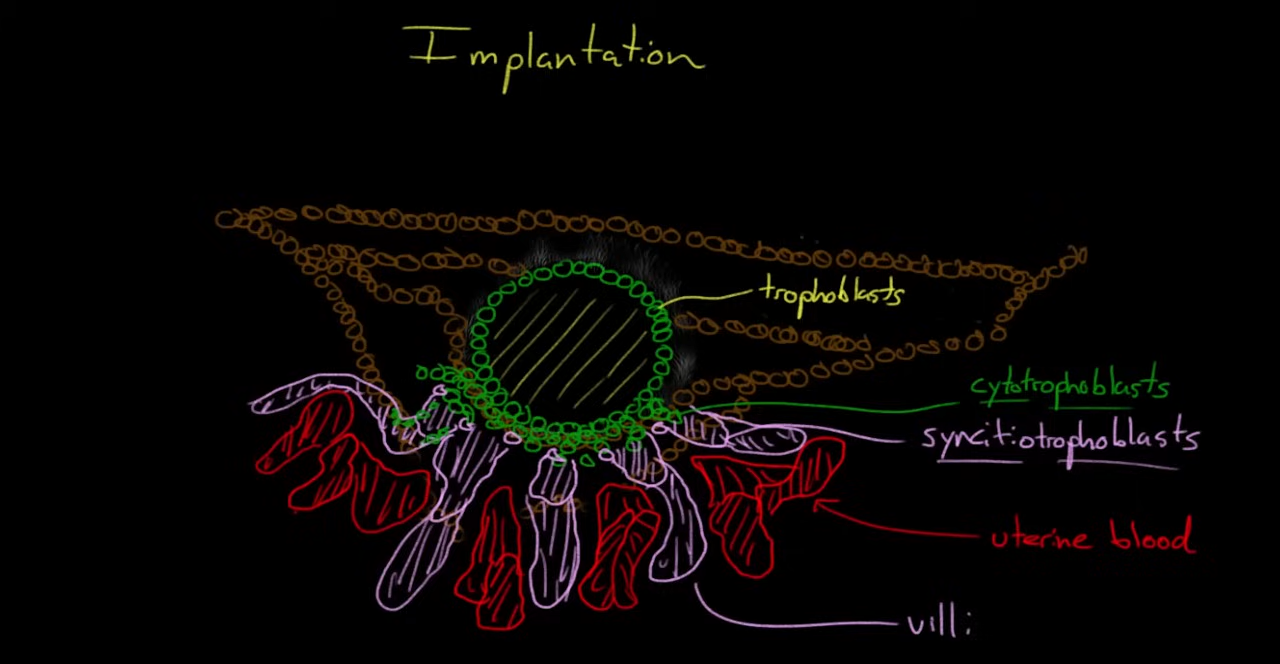 Implantation
trophoblasts
cytotrophoblasts
syncitiotrophoblasts
uterine blood
villi